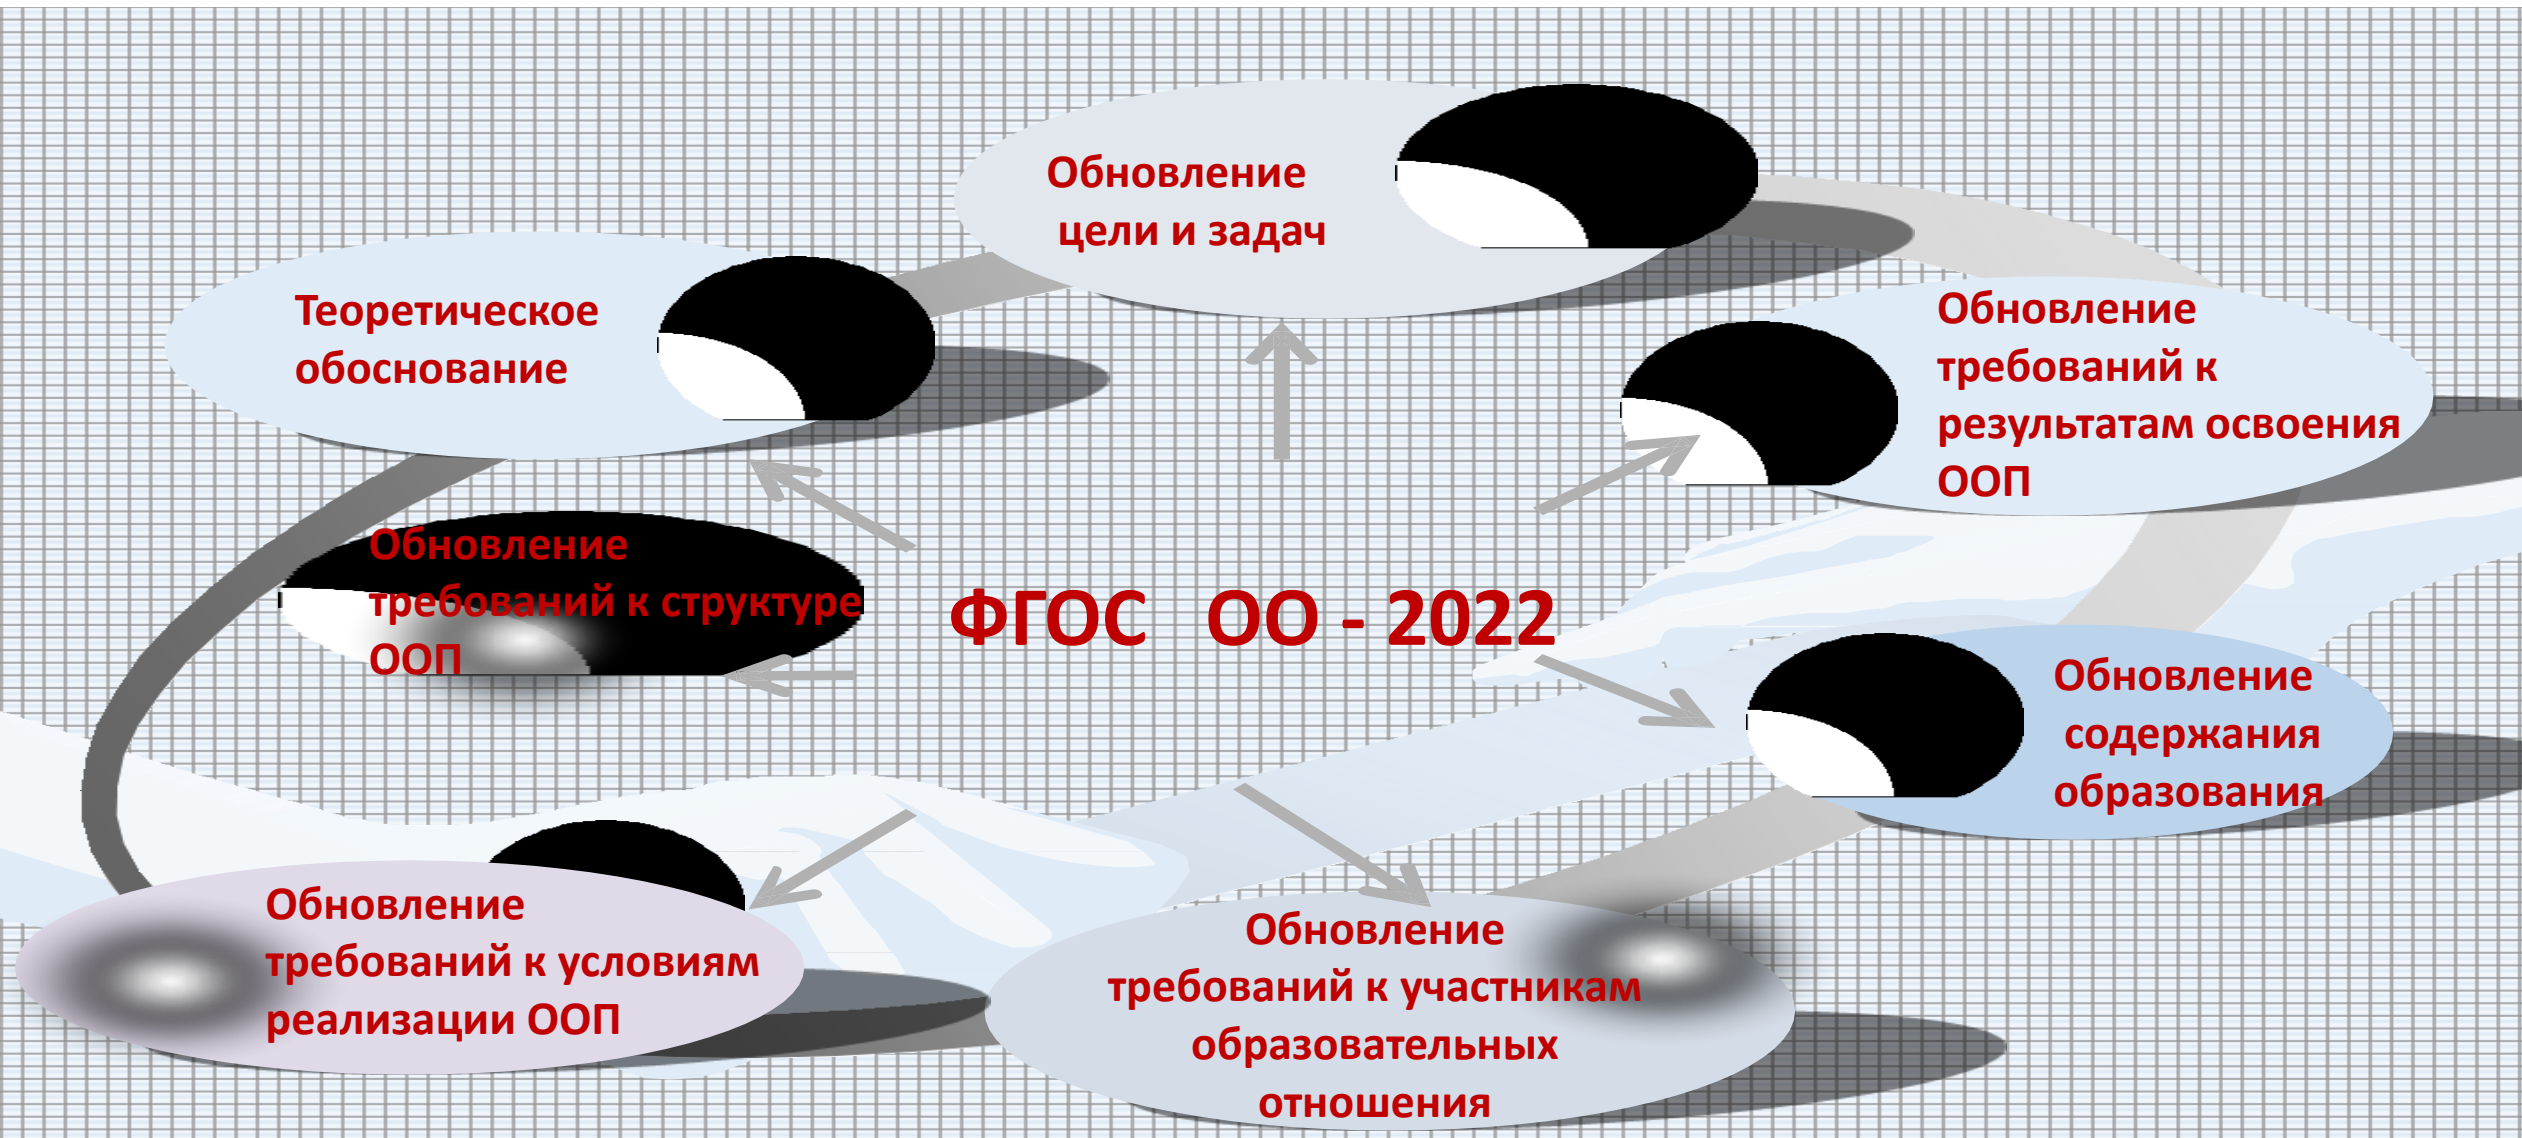 Обновление
цели и задач
Теоретическое
обоснование
Обновление
требований к
результатам освоения
ООП
Обновление
требований к структуре
ООП
ФГОС ОО - 2022
Обновление
содержания
образования
Обновление
требований к условиям
реализации ООП
Обновление
требований к участникам
образовательных
отношения